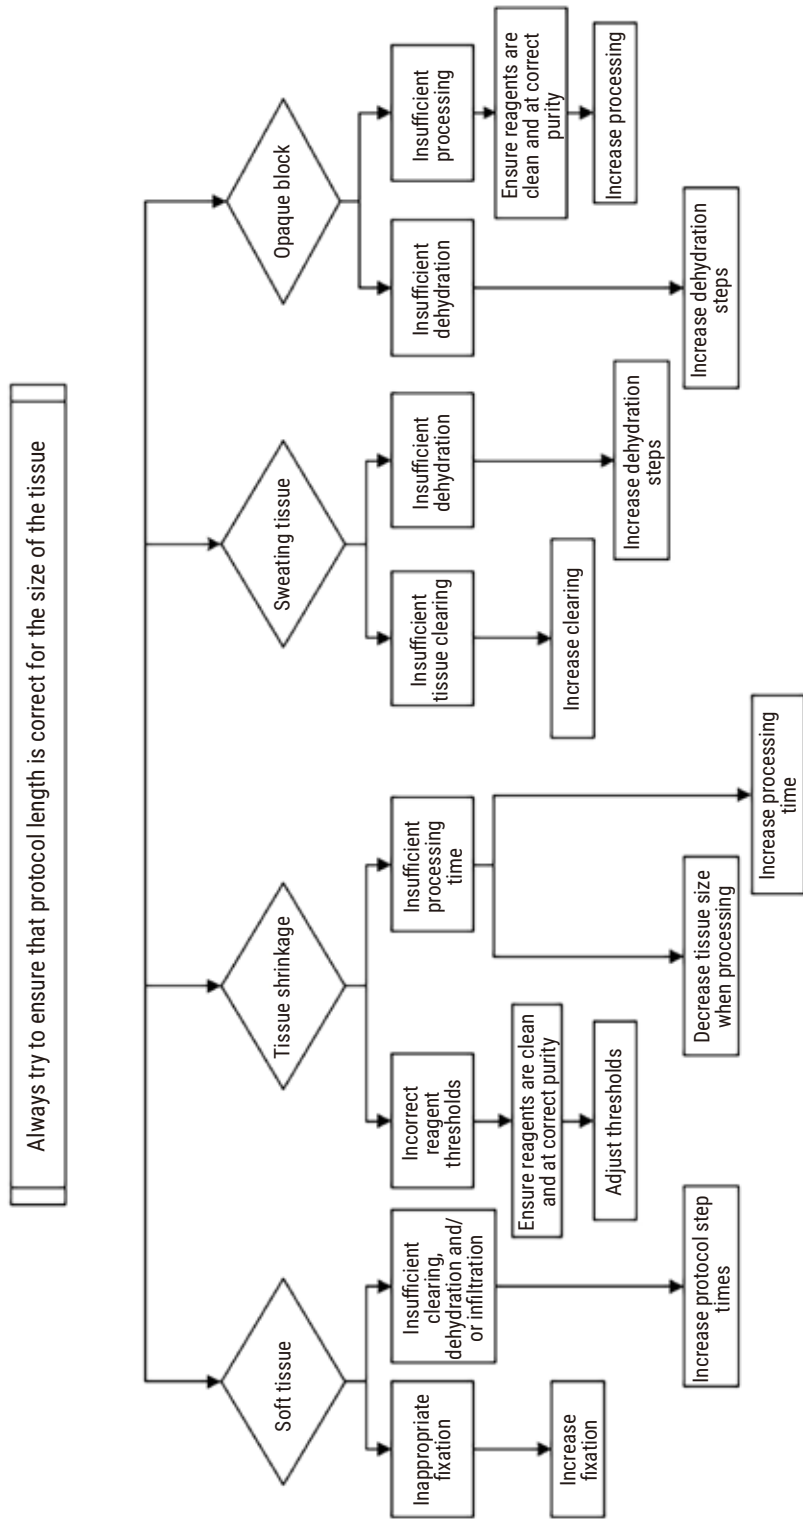 Always try to ensure that protocol length is correct for the size of the tissue
Soft tissue
Tissue shrinkage
Sweating tissue
Opaque block
Inappropriate
fixation
Insufficient
clearing,
dehydration and/
or infiltration
Incorrect
reagent
thresholds
Insufficient
processing
time
Insufficient
tissue clearing
Insufficient
dehydration
Insufficient
dehydration
Insufficient
processing
Ensure reagents are clean
and at correct purity
Ensure reagents are
clean and at correct
purity
Increase
fixation
Adjust thresholds
Increase clearing
Increase dehydration
steps
Increase processing
Increase protocol step
times
Decrease tissue size
when processing
Increase dehydration
steps
Increase processing
time